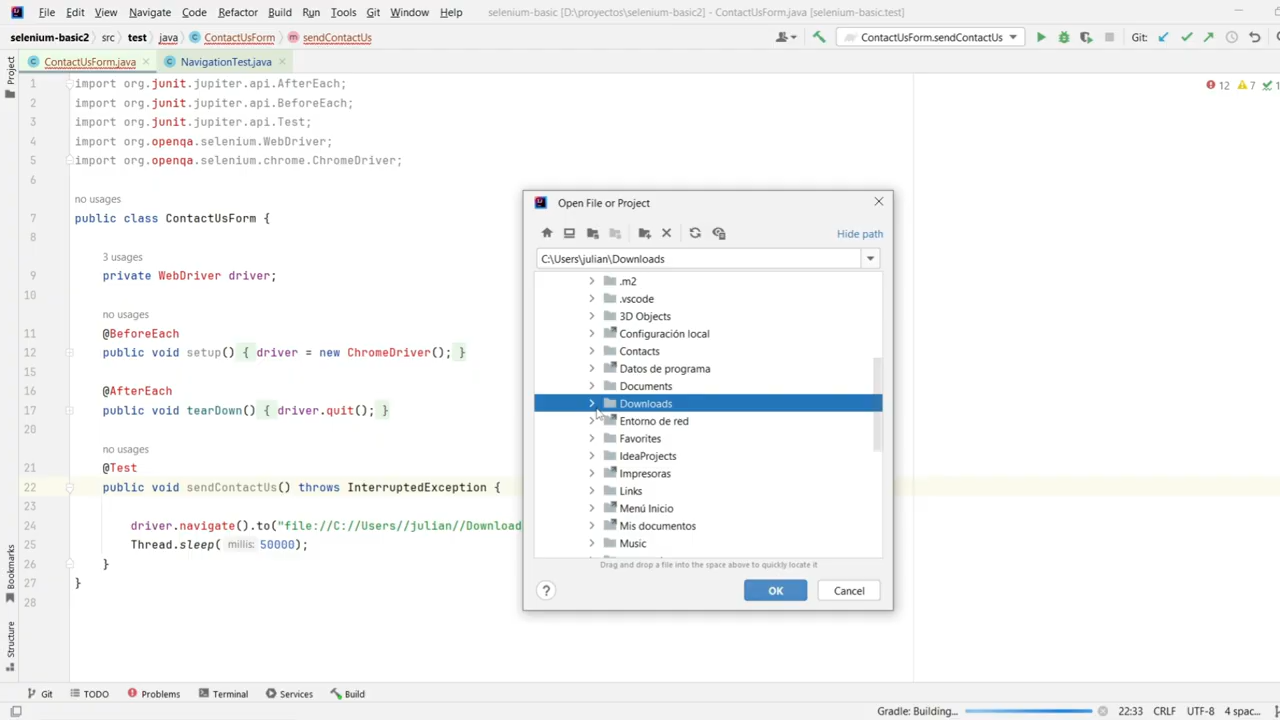 File Edit View Navigate Code Refactor Build Run Tools Git Window Help selenium-basic [D:\proyectos\selenium-basic2] - ContactUsForm.java [selenium-basic.test]
selenium-basic2 src test java ContactUsForm sendContactUs ContactUsForm.sendContactUs Git:
Project ContactUsForm.java NavigationTest.java
1 import org.junit.jupiter.api.AfterEach; 12 7 1
2 import org.junit.jupiter.api.BeforeEach;
3 import org.junit.jupiter.api.Test;
4 import org.openqa.selenium.WebDriver;
5 import org.openqa.selenium.chrome.ChromeDriver;
6
no usages
7 public class ContactUsForm {
8
3 usages
9 private WebDriver driver;
10
no usages
11 @BeforeEach
12 public void setup() { driver = new ChromeDriver(); }
15
no usages
16 @AfterEach
17 public void tearDown() { driver.quit(); }
20
no usages
21 @Test
22 public void sendContactUs() throws InterruptedException {
23
24 driver.navigate().to("file://C://Users//julian//Download
25 Thread.sleep( millis: 50000);
26 }
27 }
28
Open File or Project
Hide path
C:\Users\julian\Downloads
.m2
.vscode
3D Objects
Configuración local
Contacts
Datos de programa
Documents
Downloads
Entorno de red
Favorites
IdeaProjects
Impresoras
Links
Menú Inicio
Mis documentos
Music
Drag and drop a file into the space above to quickly locate it
? OK Cancel
Bookmarks
Structure
Git TODO Problems Terminal Services Build
Gradle: Building... 22:33 CRLF UTF-8 4 spac...